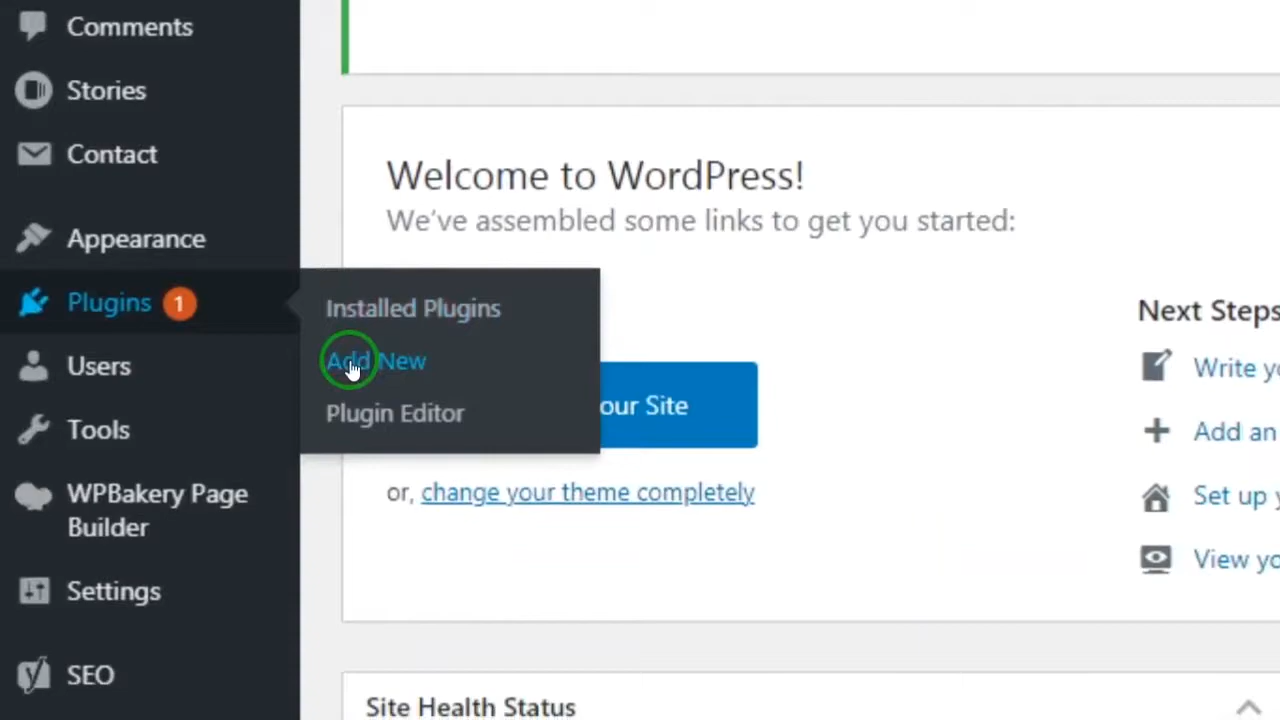 Comments
Stories
Contact
Appearance
Plugins 1
Users
Tools
WPBakery Page
Builder
Settings
SEO
Installed Plugins
Add New
Plugin Editor
Welcome to WordPress!
We've assembled some links to get you started:
our Site
or, change your theme completely
Next Steps
Write yo
Add an
Set up y
View yo
Site Health Status